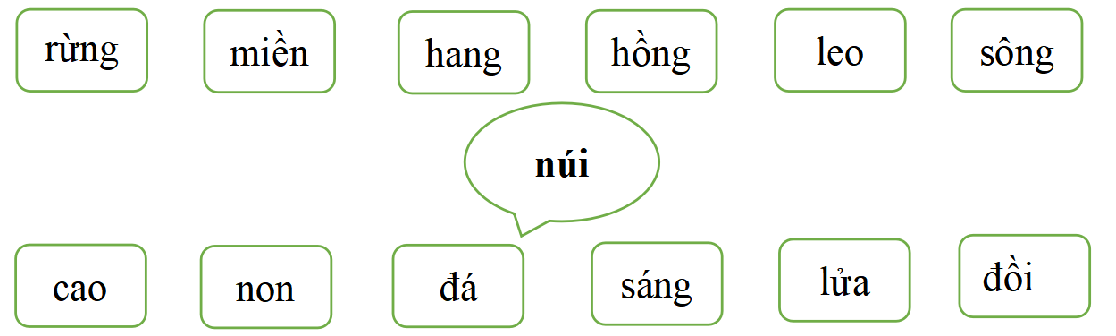 rừng miền hang hồng leo sông
núi
cao non đá sáng lửa đồi